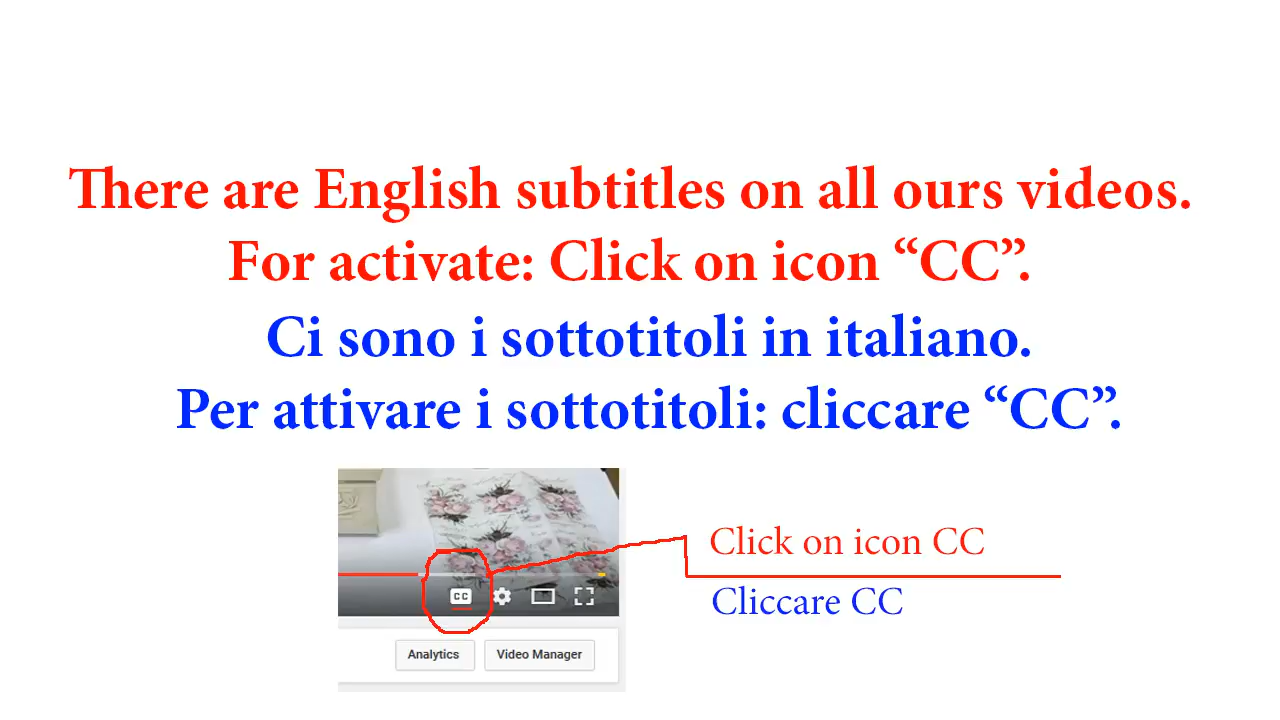 There are English subtitles on all ours videos.
For activate: Click on icon “CC”.
Ci sono i sottotitoli in italiano.
Per attivare i sottotitoli: cliccare “CC”.
Click on icon CC
Cliccare CC
CC
Analytics
Video Manager